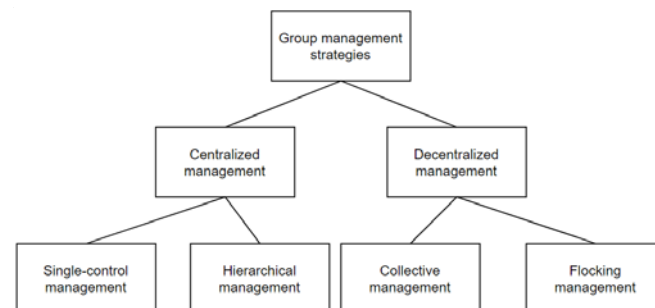 Group management
strategies
Centralized
management
Decentralized
management
Single-control
management
Hierarchical
management
Collective
management
Flocking
management